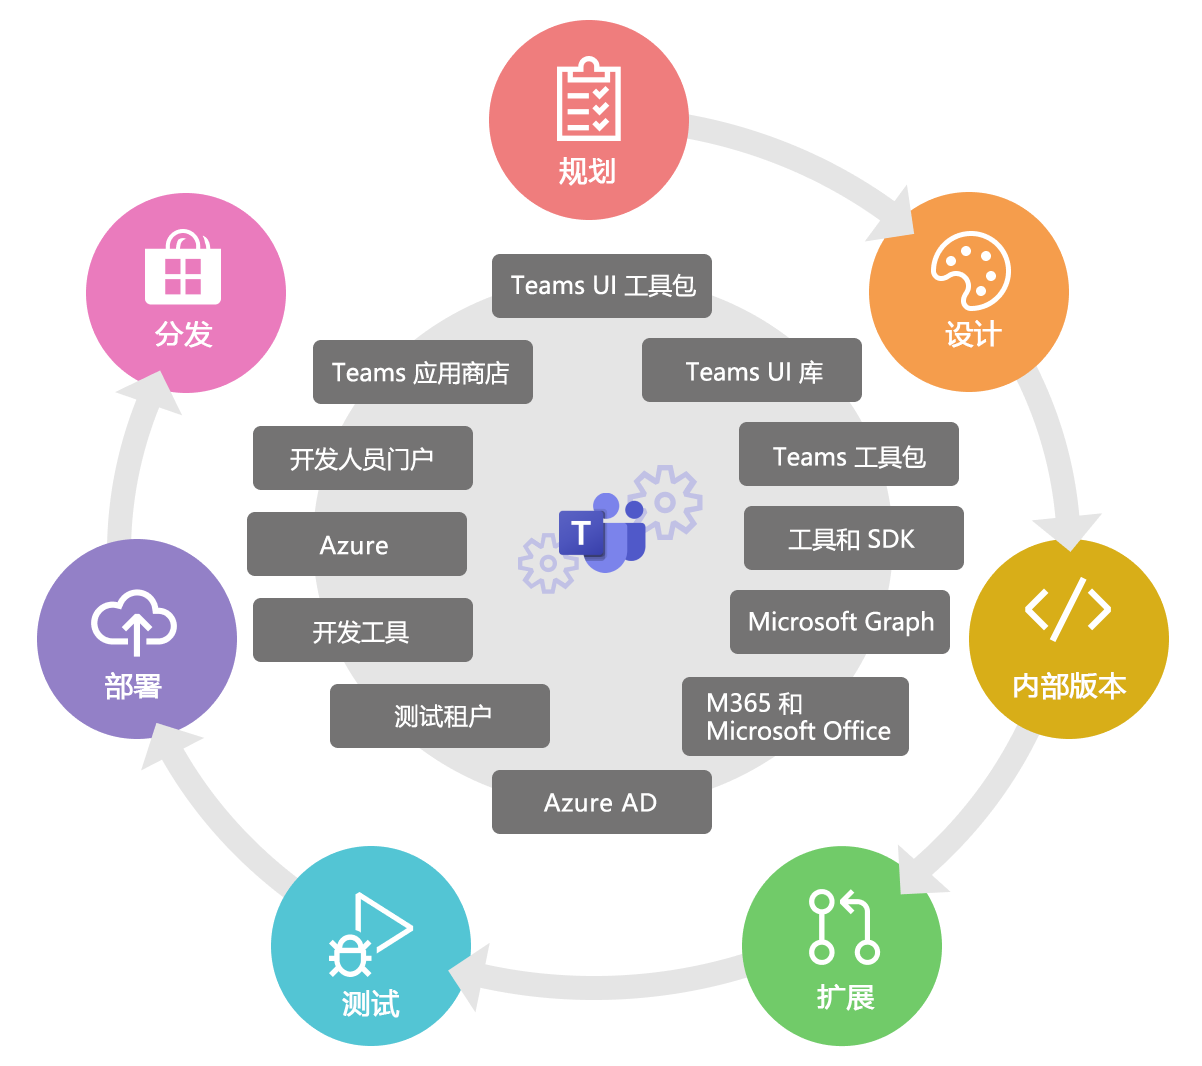 规划
分发
设计
Teams UI 工具包
Teams 应用商店
Teams UI 库
开发人员门户
Teams 工具包
Azure
工具和 SDK
T
开发工具
Microsoft Graph
部署
内部版本
测试租户
M365 和
Microsoft Office
Azure AD
测试
扩展